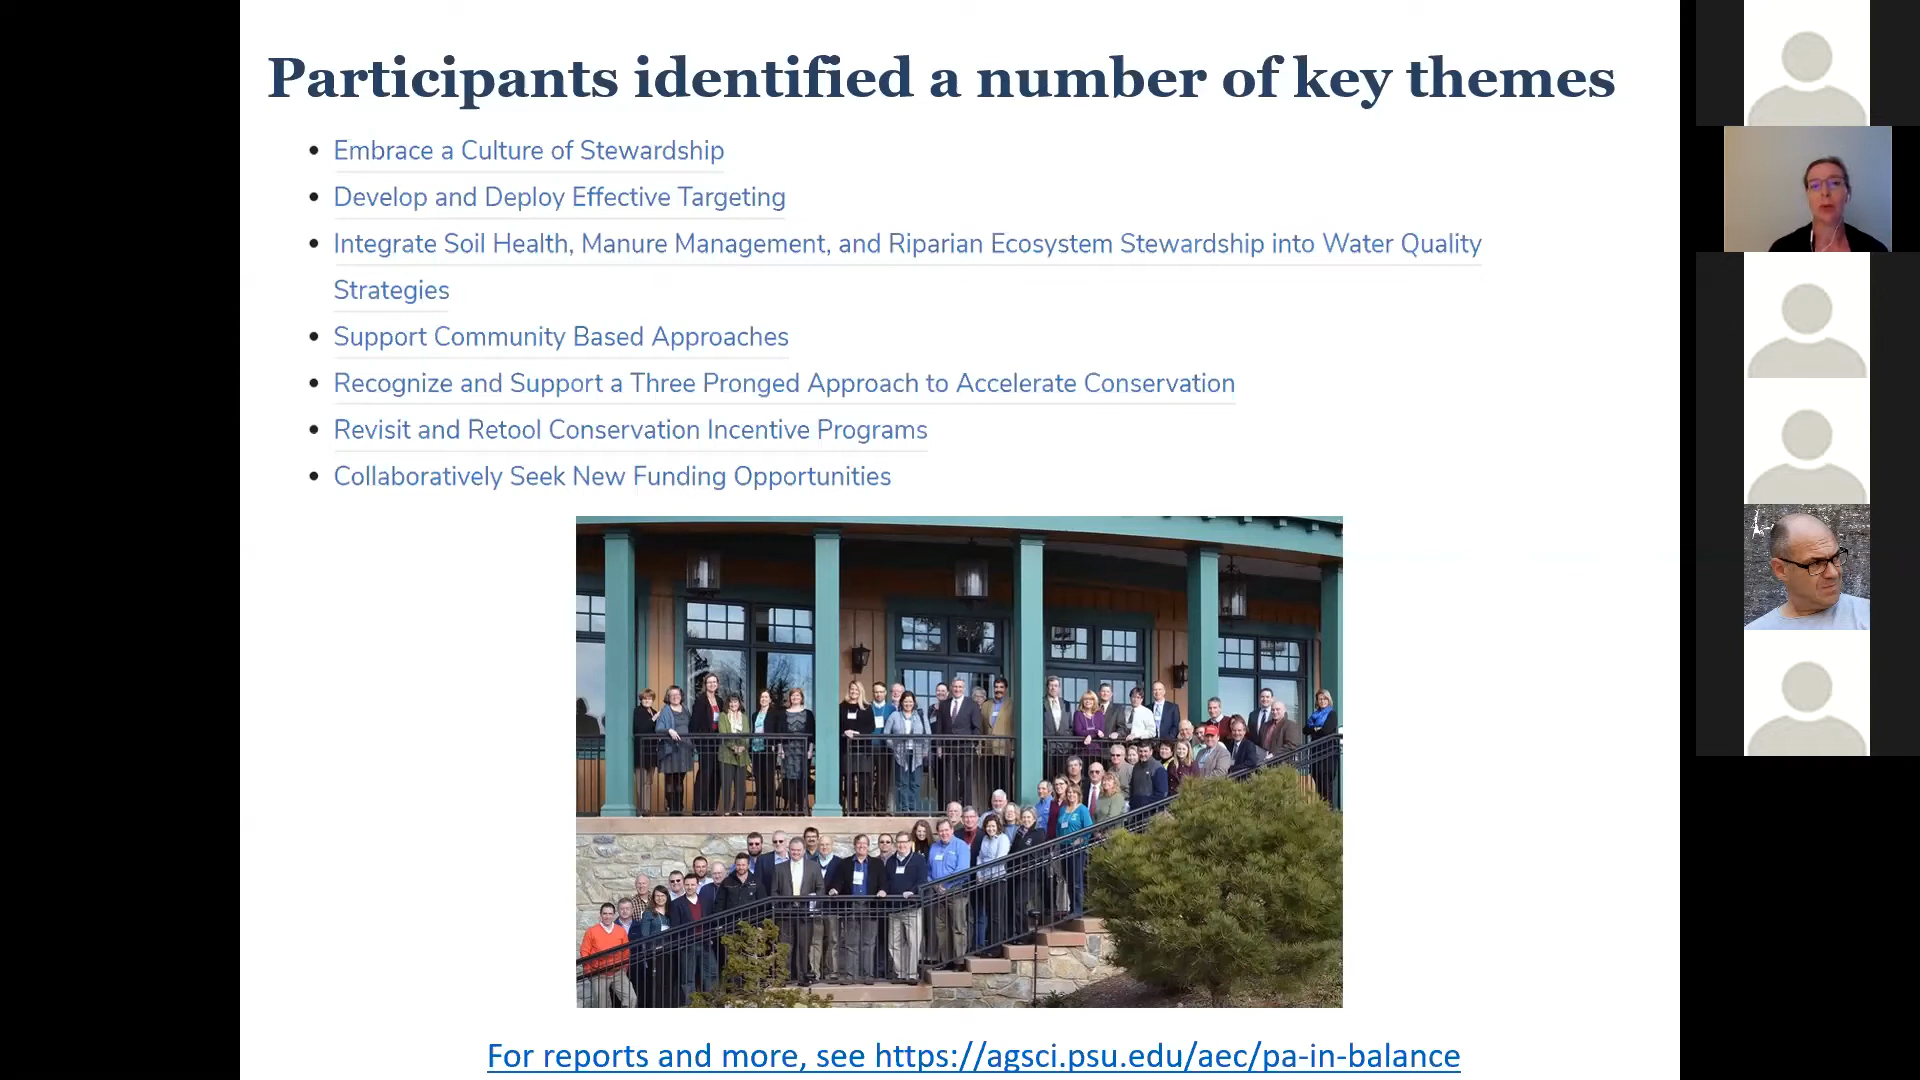 Participants identified a number of key themes
• Embrace a Culture of Stewardship
• Develop and Deploy Effective Targeting
• Integrate Soil Health, Manure Management, and Riparian Ecosystem Stewardship into Water Quality
Strategies
• Support Community Based Approaches
• Recognize and Support a Three Pronged Approach to Accelerate Conservation
• Revisit and Retool Conservation Incentive Programs
• Collaboratively Seek New Funding Opportunities
For reports and more, see https://agsci.psu.edu/aec/pa-in-balance